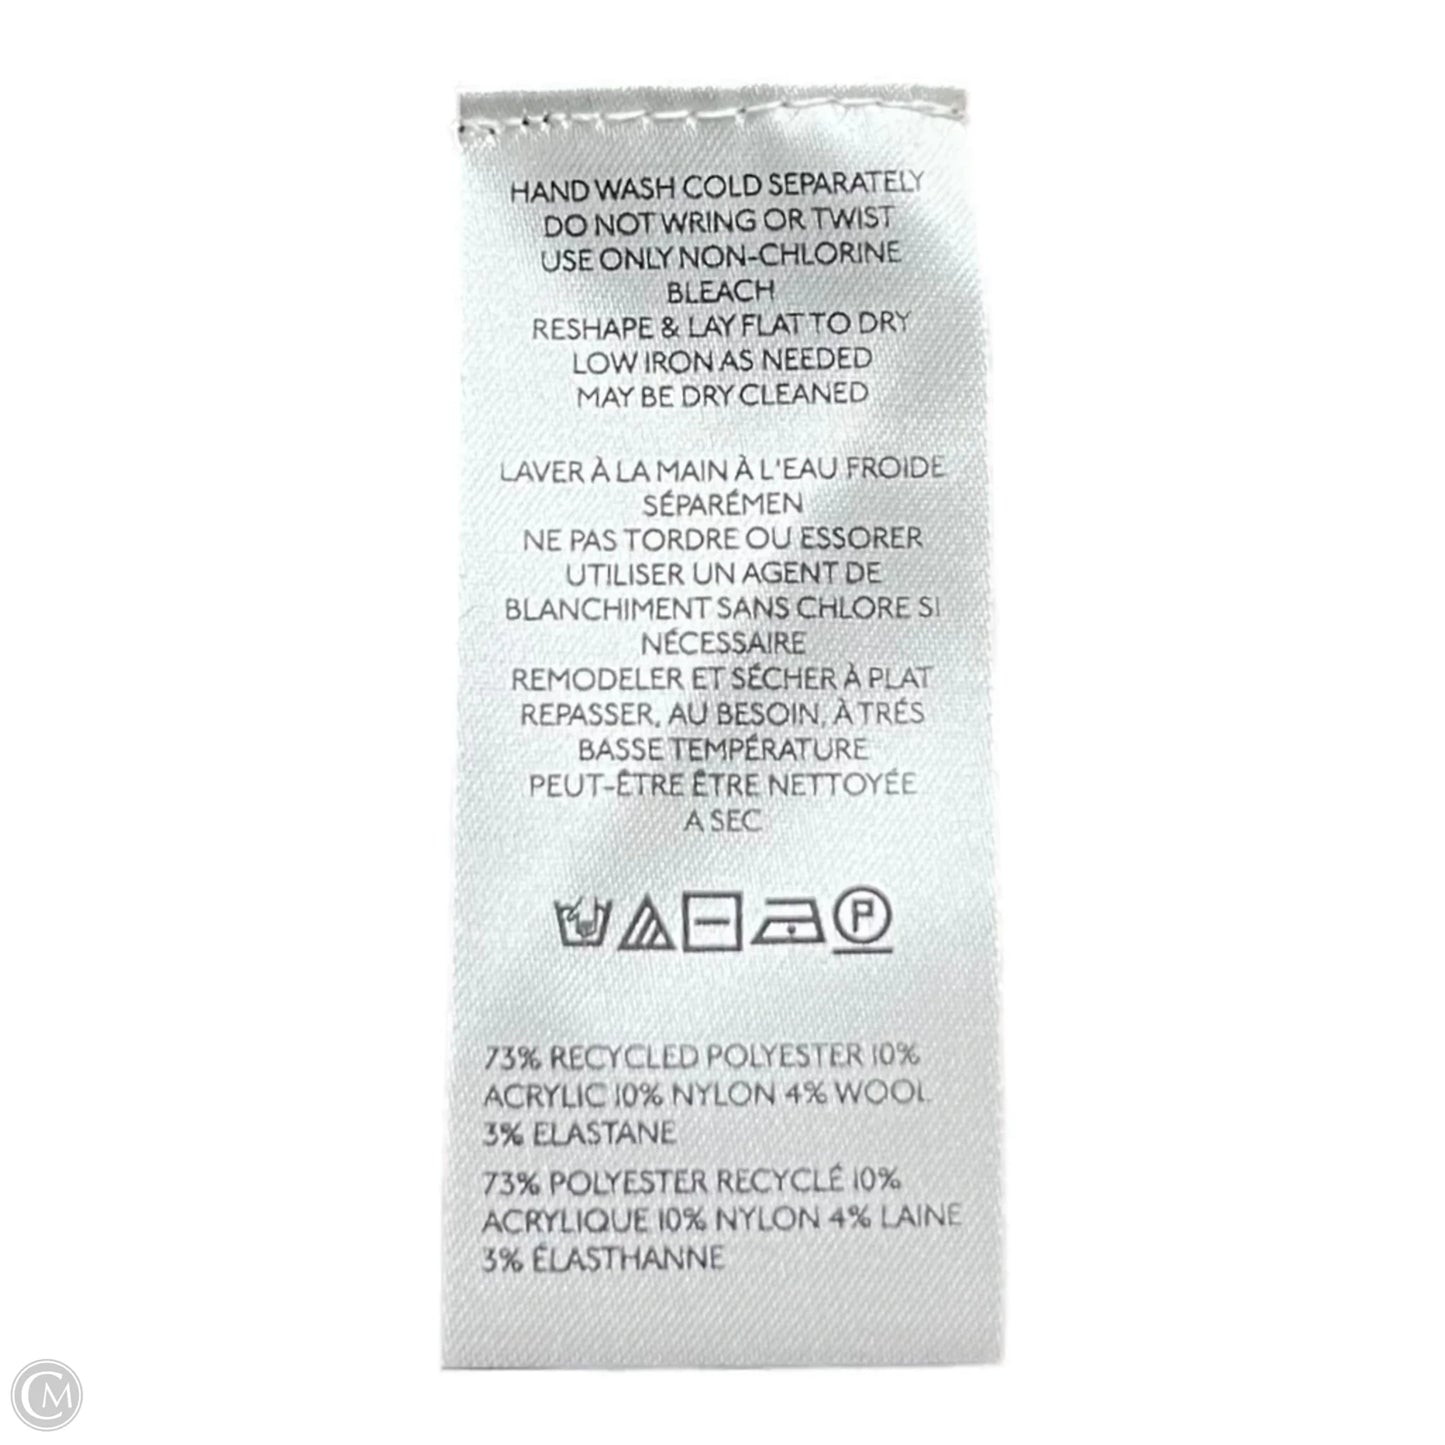 HAND WASH COLD SEPARATELY
DO NOT WRING OR TWIST
USE ONLY NON-CHLORINE
BLEACH
RESHAPE & LAY FLAT TO DRY
LOW IRON AS NEEDED
MAY BE DRY CLEANED
LAVER À LA MAIN À L'EAU FROIDE
SÉPARÉMEN
NE PAS TORDRE OU ESSORER
UTILISER UN AGENT DE
BLANCHIMENT SANS CHLORE SI
NÉCESSAIRE
REMODELER ET SÉCHER À PLAT
REPASSER, AU BESOIN, À TRÉS
BASSE TEMPÉRATURE
PEUT-ÊTRE ÊTRE NETTOYÉE
A SEC
P
73% RECYCLED POLYESTER 10%
ACRYLIC 10% NYLON 4% WOOL
3% ELASTANE
73% POLYESTER RECYCLÉ 10%
ACRYLIQUE 10% NYLON 4% LAINE
3% ÉLASTHANNE
CM